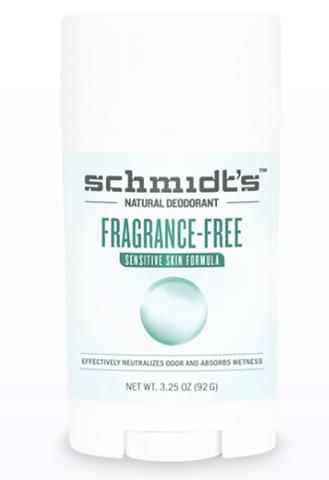 schmidt's™
NATURAL DEODORANT
FRAGRANCE-FREE
SENSITIVE SKIN FORMULA
EFFECTIVELY NEUTRALIZES ODOR AND ABSORBS WETNESS
NET WT. 3.25 OZ (92G)